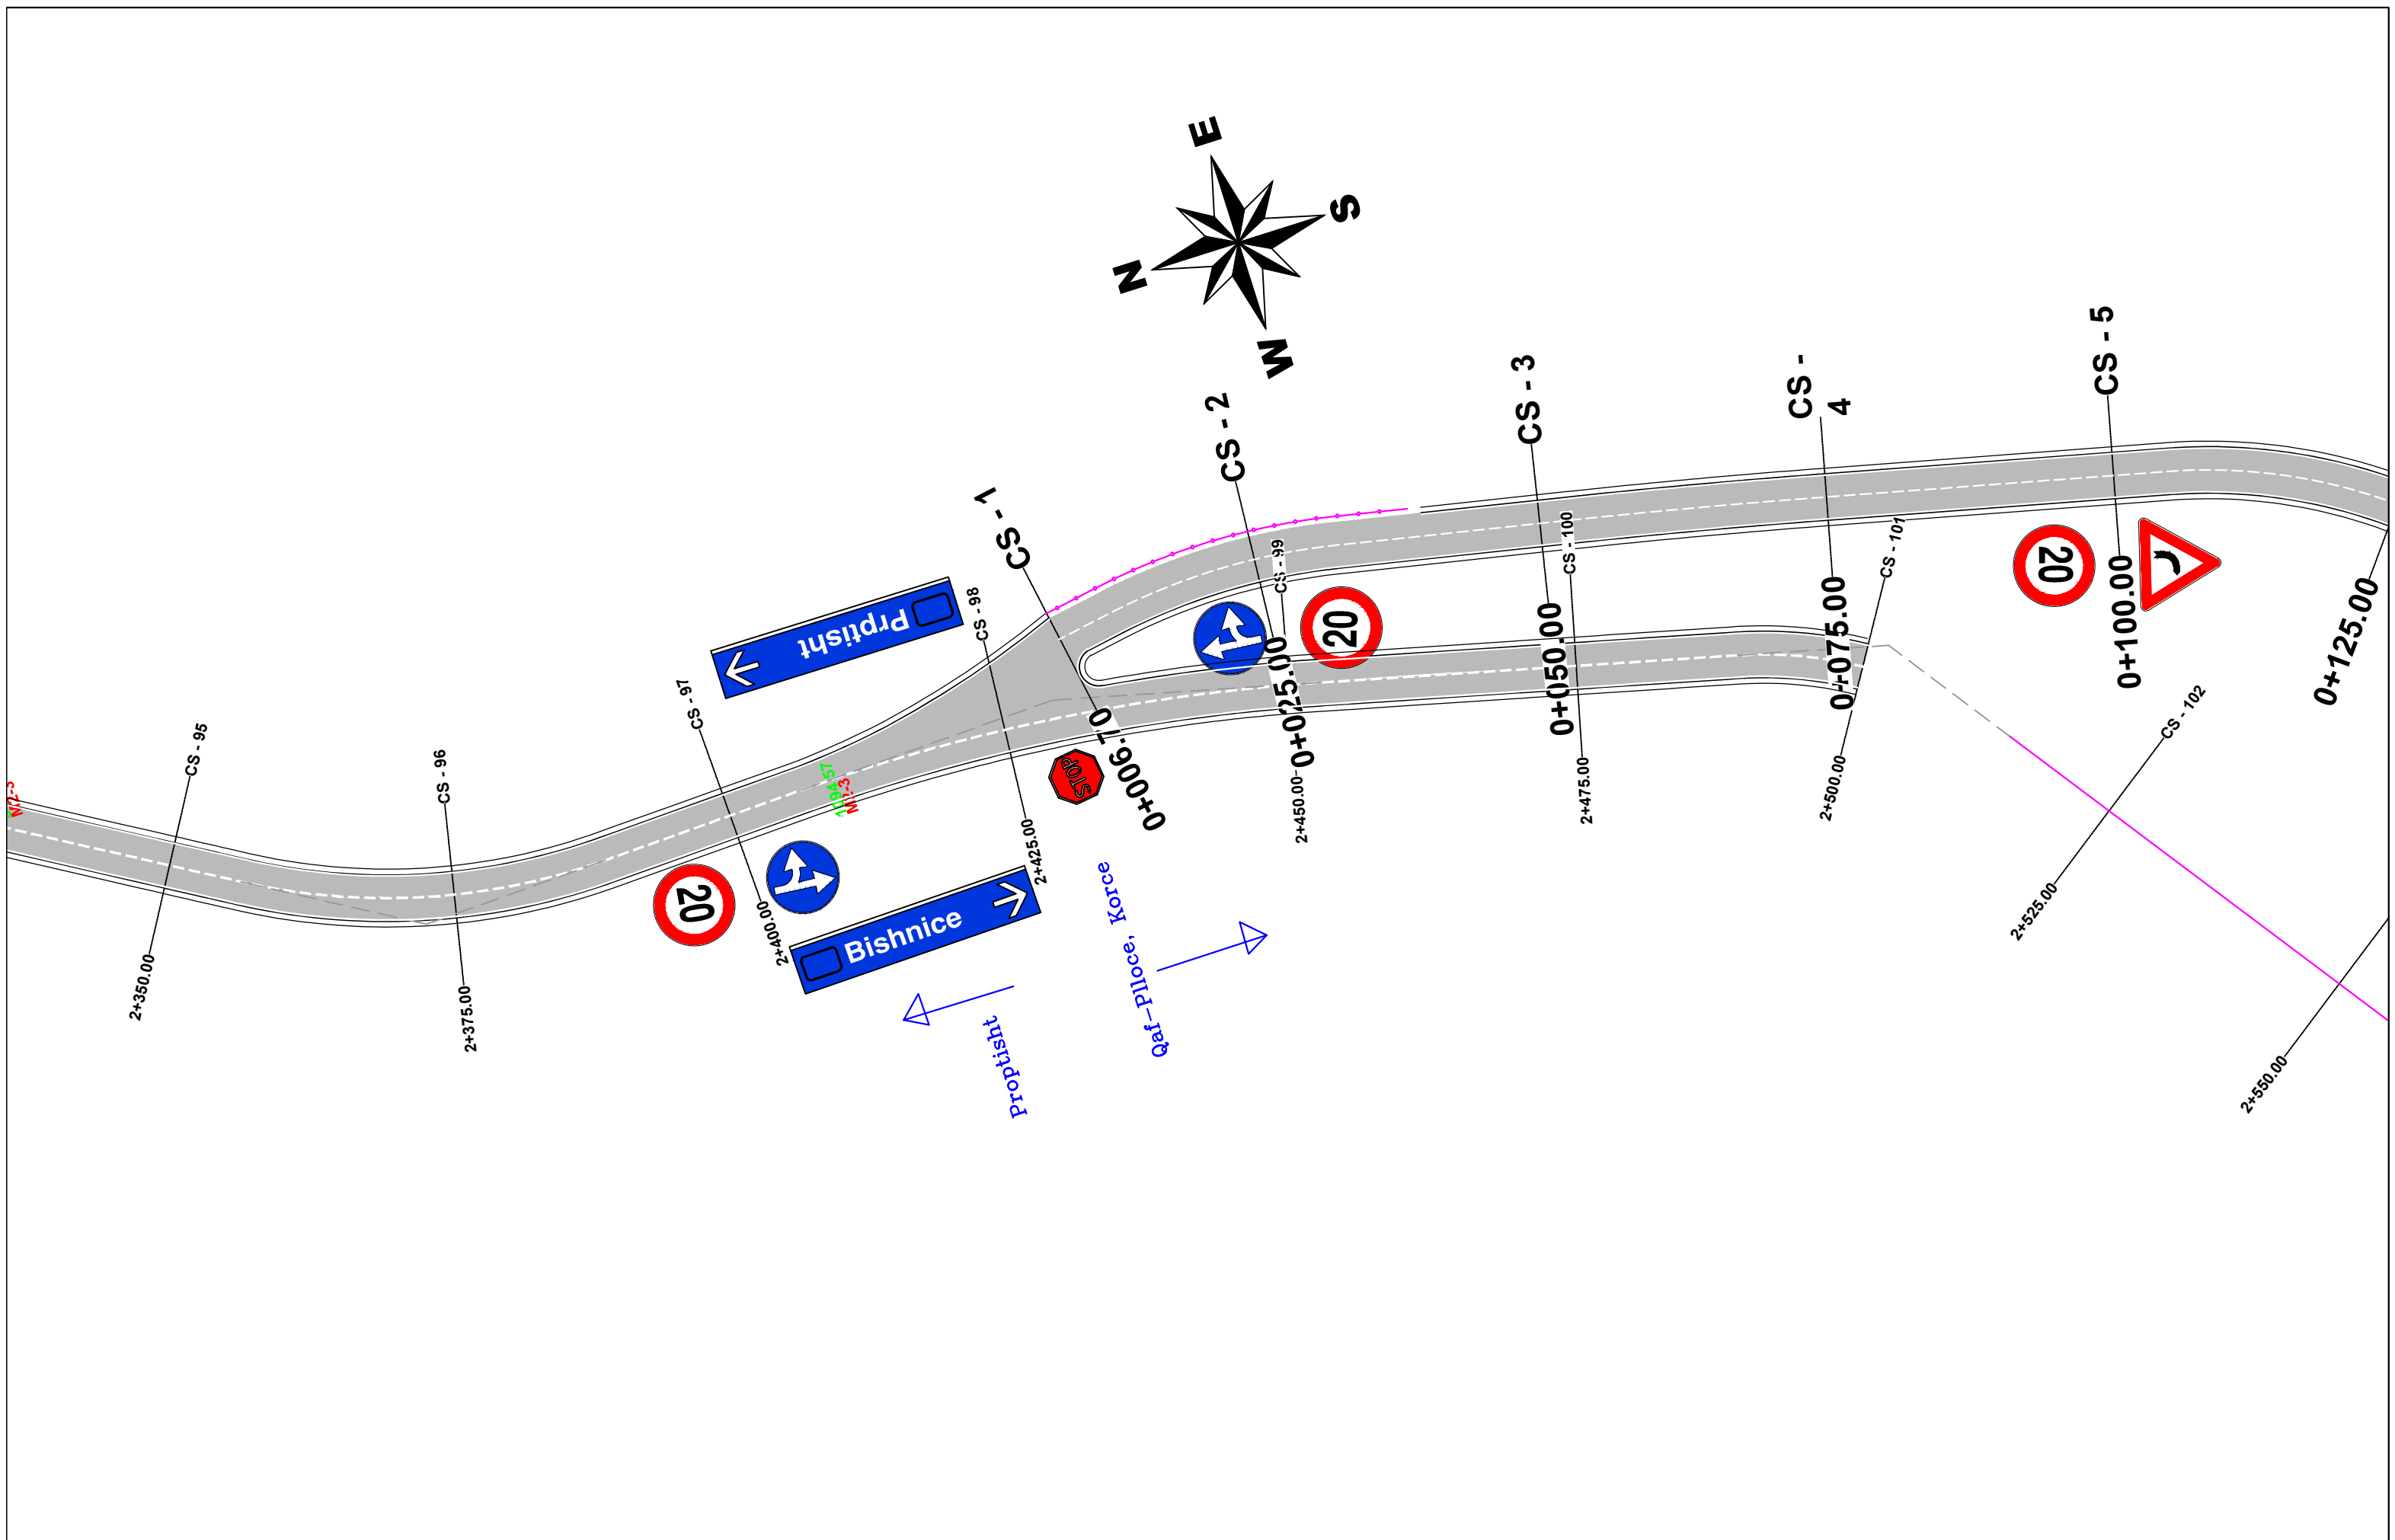 E
S
N
W
CS - 5
CS - 3
CS -
4
CS - 2
CS - 1
CS - 101
CS - 100
CS - 99
CS - 98
CS - 97
CS - 96
CS - 95
CS - 102
Prptisht
20
20
0+006.70
0+025.00
0+050.00
0+075.00
0+100.00
0+125.00
STOP
20
Bishnice
2+350.00
2+375.00
2+400.00
2+425.00
2+450.00
2+475.00
2+500.00
2+525.00
2+550.00
Qaf-Plloce, Korce
Proptisht